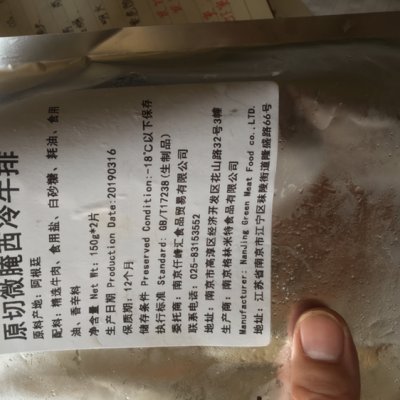 原切微腌西冷牛排
原料产地: 阿根廷
配料: 精选牛肉、食用盐、白砂糖、耗油、食用
油、香辛料
净含量 Net Wt: 150g*2片
生产日期 Production Date: 20190316
保质期: 12个月
储存条件 Preserved Condition: -18℃以下保存
执行标准 Standard: GB/T17238(生制品)
委托商: 南京仟峰汇食品贸易有限公司
联系电话: 025-83153552
地址: 南京市高淳区经济开发区花山路32号3幢
生产商: 南京格林米特食品有限公司
Manufacturer: NanJing Green Meat Food co., LTD.
地址: 江苏省南京市江宁区秣陵街道隆盛路66号